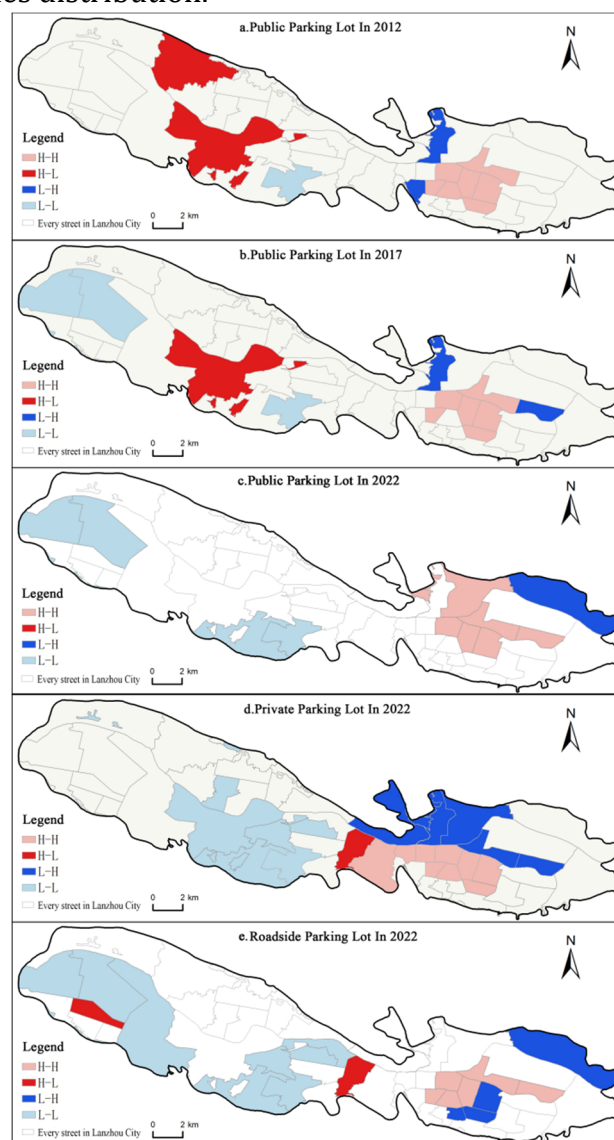 es distribution.
a.Public Parking Lot In 2012
N
Legend
H-H
H-L
L-H
L-L
Every street in Lanzhou City
0 2 km
b.Public Parking Lot In 2017
N
Legend
H-H
H-L
L-H
L-L
Every street in Lanzhou City
0 2 km
c.Public Parking Lot In 2022
N
Legend
H-H
H-L
L-H
L-L
Every street in Lanzhou City
0 2 km
d.Private Parking Lot In 2022
N
Legend
H-H
H-L
L-H
L-L
Every street in Lanzhou City
0 2 km
e.Roadside Parking Lot In 2022
N
Legend
H-H
H-L
L-H
L-L
Every street in Lanzhou City
0 2 km